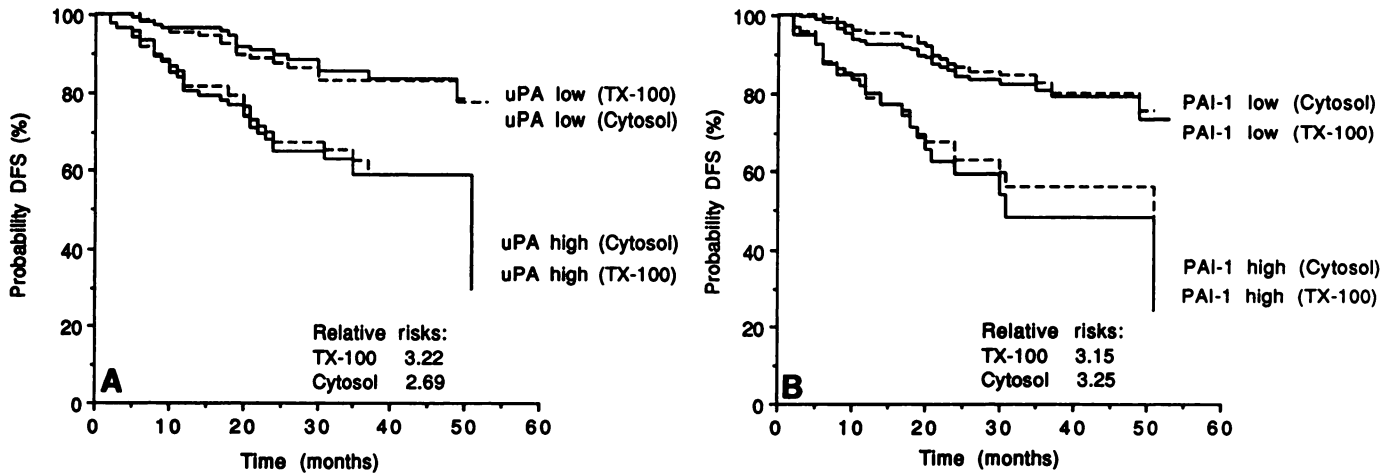 100
80
60
40
20
0
Probability DFS (%)
0 10 20 30 40 50 60
Time (months)
uPA low (TX-100)
uPA low (Cytosol)
uPA high (Cytosol)
uPA high (TX-100)
Relative risks:
TX-100 3.22
Cytosol 2.69
A
100
80
60
40
20
0
Probability DFS (%)
0 10 20 30 40 50 60
Time (months)
PAI-1 low (Cytosol)
PAI-1 low (TX-100)
PAI-1 high (Cytosol)
PAI-1 high (TX-100)
Relative risks:
TX-100 3.15
Cytosol 3.25
B